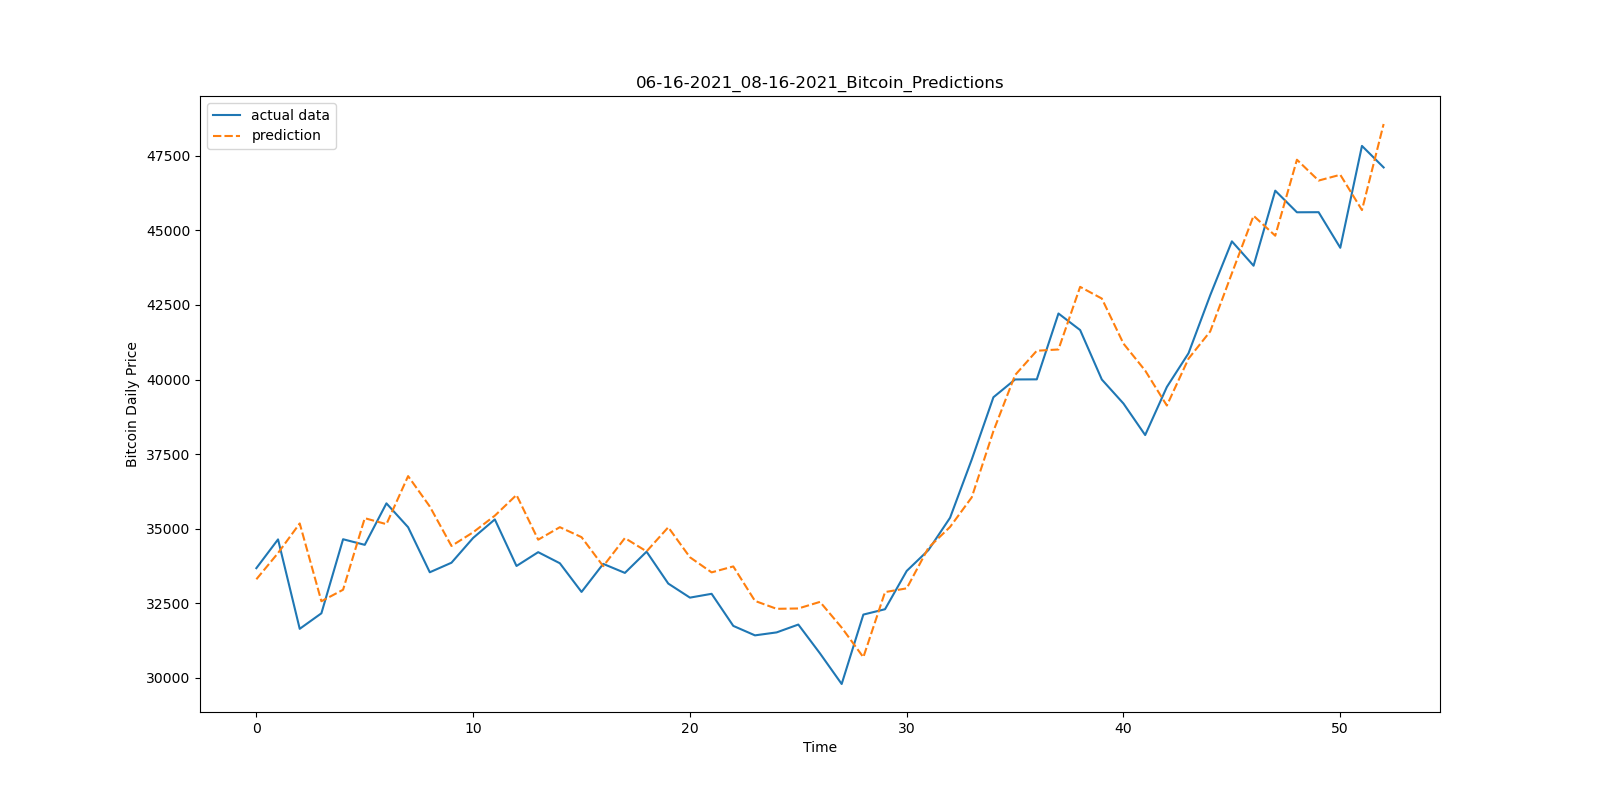 06-16-2021_08-16-2021_Bitcoin_Predictions
actual data
prediction
47500
45000
42500
40000
37500
35000
32500
30000
Bitcoin Daily Price
0 10 20 30 40 50
Time